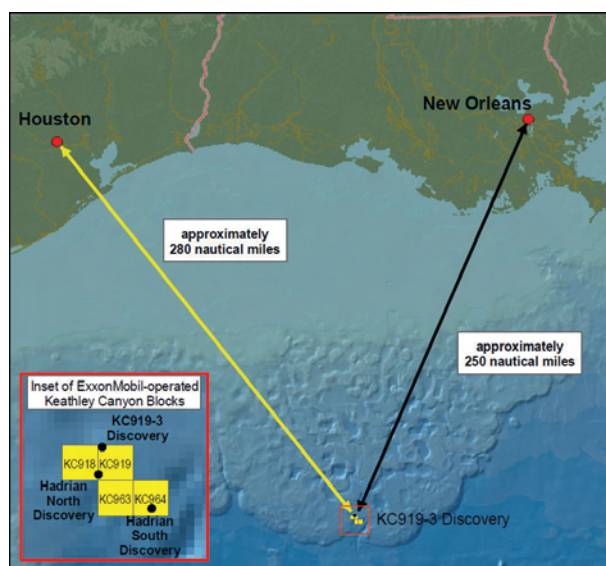 Houston
New Orleans
approximately
280 nautical miles
approximately
250 nautical miles
Inset of ExxonMobil-operated
Keathley Canyon Blocks
KC919-3
Discovery
KC918
KC919
Hadrian
North
Discovery
KC963
KC964
Hadrian
South
Discovery
KC919-3 Discovery